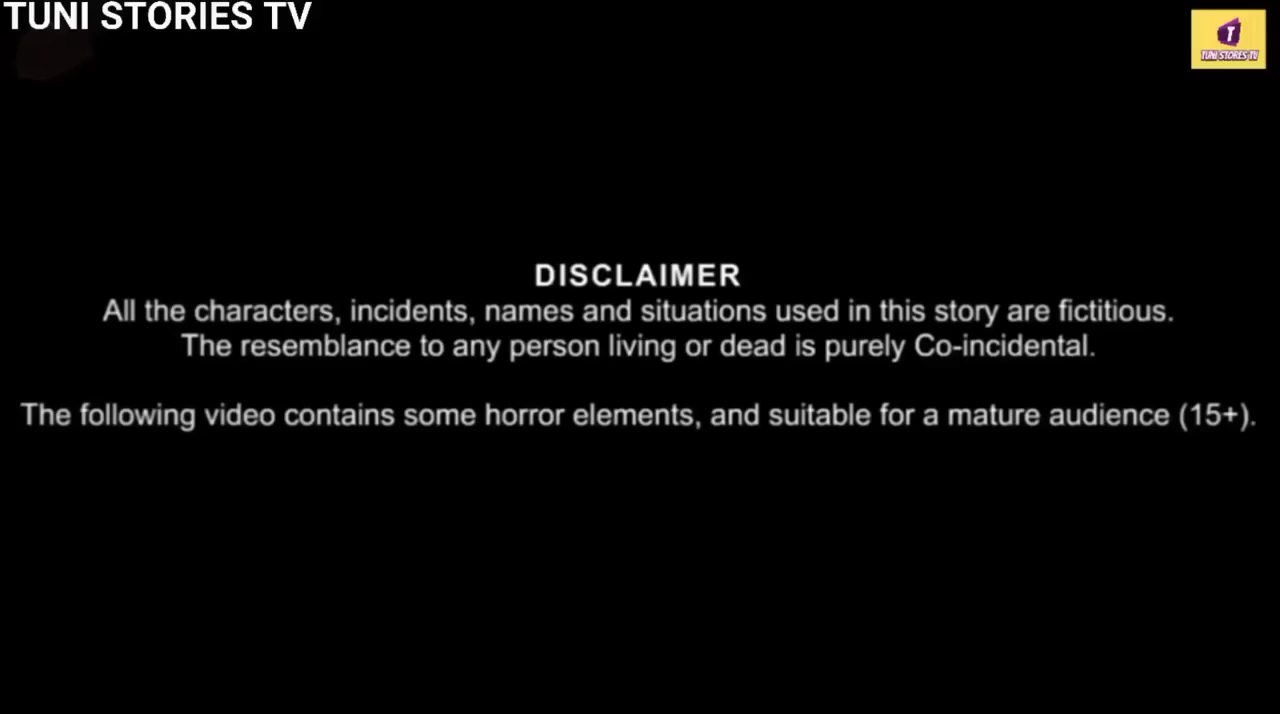 TUNI STORIES TV
T
TUNI STORES TV
DISCLAIMER
All the characters, incidents, names and situations used in this story are fictitious.
The resemblance to any person living or dead is purely Co-incidental.
The following video contains some horror elements, and suitable for a mature audience (15+).